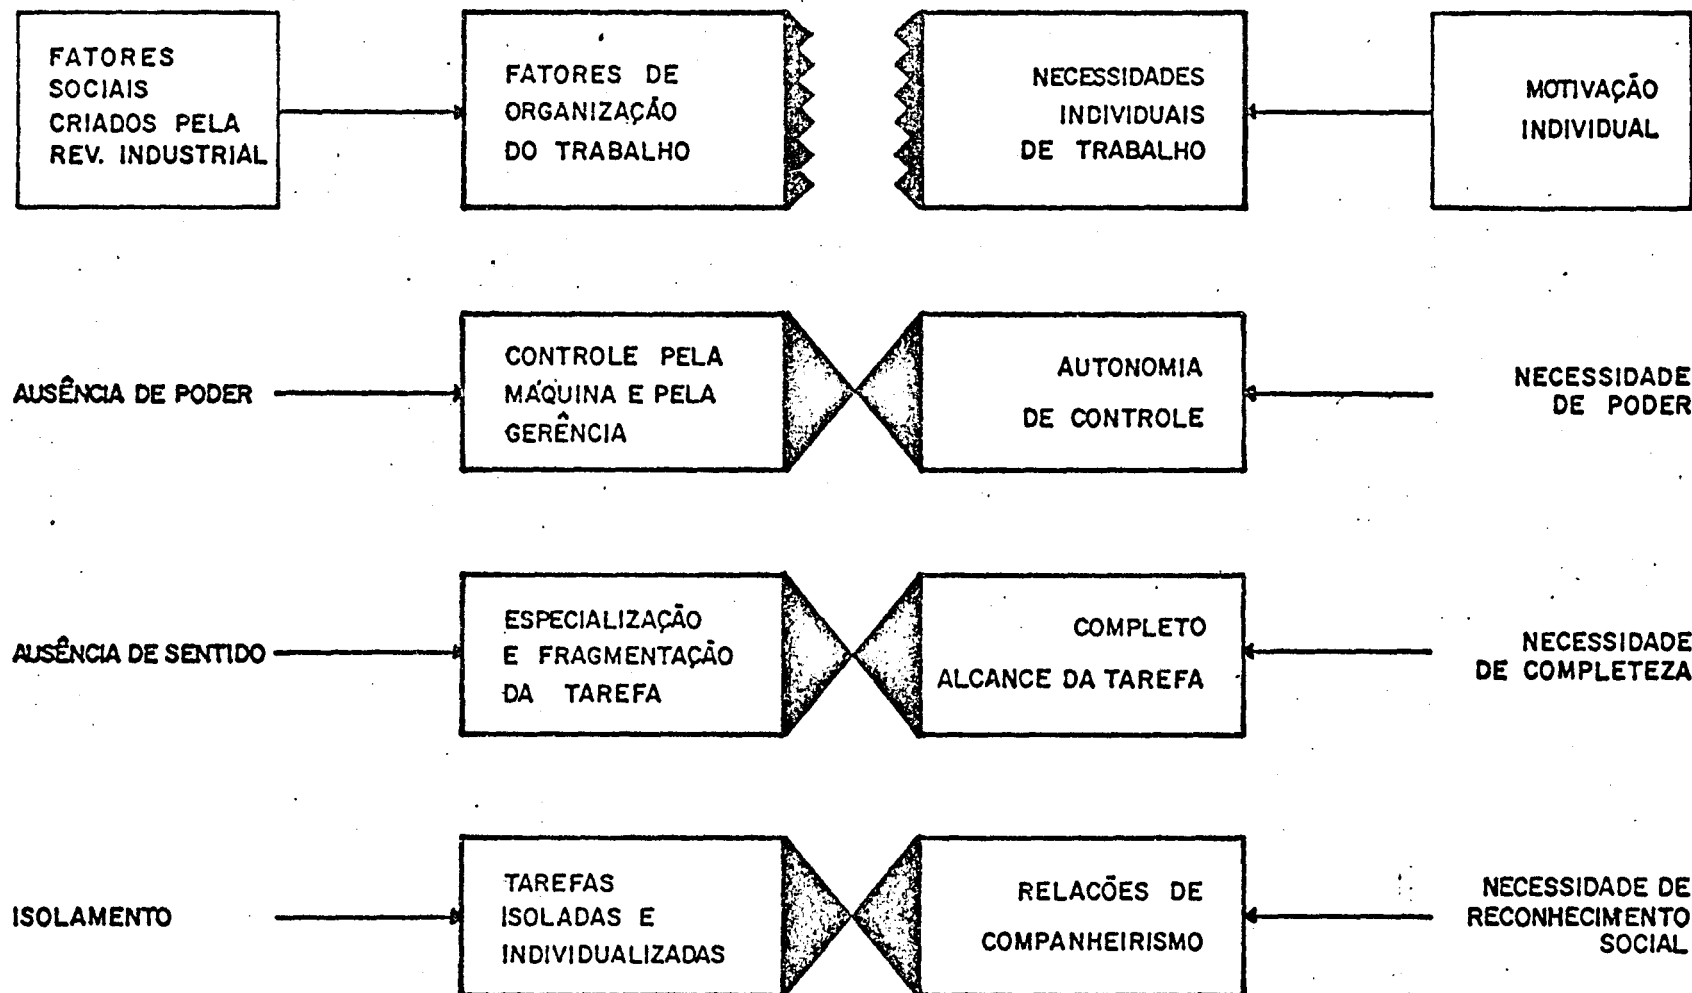 FATORES
SOCIAIS
CRIADOS PELA
REV. INDUSTRIAL
FATORES DE
ORGANIZAÇÃO
DO TRABALHO
NECESSIDADES
INDIVIDUAIS
DE TRABALHO
MOTIVAÇÃO
INDIVIDUAL
AUSÊNCIA DE PODER
CONTROLE PELA
MÁQUINA E PELA
GERÊNCIA
AUTONOMIA
DE CONTROLE
NECESSIDADE
DE PODER
AUSÊNCIA DE SENTIDO
ESPECIALIZAÇÃO
E FRAGMENTAÇÃO
DA TAREFA
COMPLETO
ALCANCE DA TAREFA
NECESSIDADE
DE COMPLETEZA
ISOLAMENTO
TAREFAS
ISOLADAS E
INDIVIDUALIZADAS
RELACÕES DE
COMPANHEIRISMO
NECESSIDADE DE
RECONHECIMENTO
SOCIAL